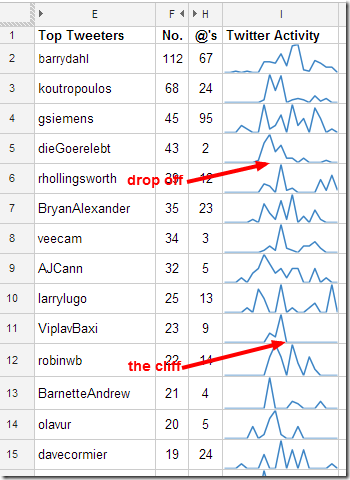 E F H I
1 Top Tweeters No. @'s Twitter Activity
2 barrydahl 112 67
3 koutropoulos 68 24
4 gsiemens 45 95
5 dieGoerelebt 43 2
6 rhollingsworth
drop off
7 BryanAlexander 35 23
8 veecam 34 3
9 AJCann 32 5
10 larrylugo 25 13
11 ViplavBaxi 23 9
12 robinwb 22 14
the cliff
13 BarnetteAndrew 21 4
14 olavur 20 5
15 davecormier 19 24